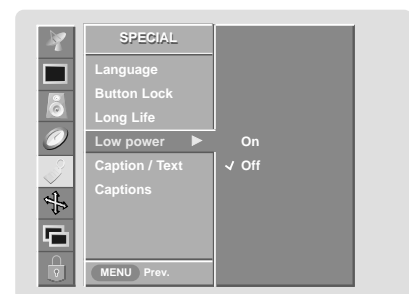 SPECIAL
Language
Button Lock
Long Life
Low power ▶ On
Caption / Text ✓ Off
Captions
MENU Prev.